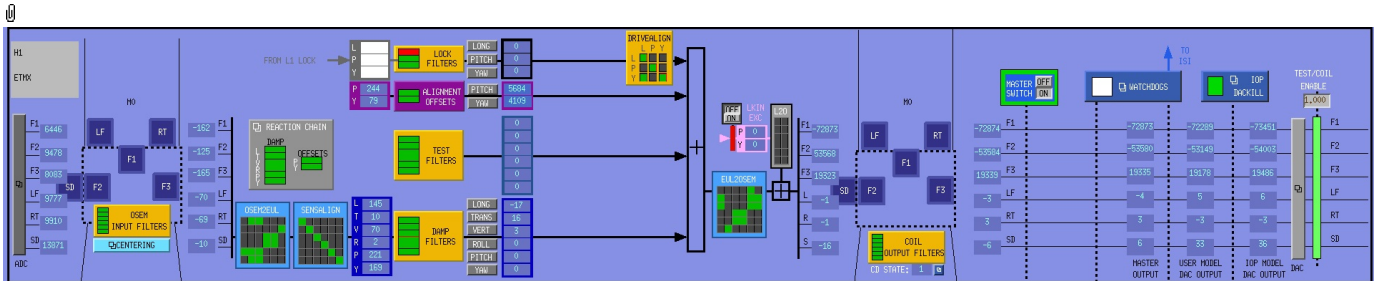 H1
ETMX
M0
ADC
F1 6446
F2 9478
F3 8083
LF 9777
RT 9910
SD 13871
LF
RT
F1
SD
F2
F3
OSEM
INPUT FILTERS
CENTERING
-162 F1
-125 F2
-165 F3
-70 LF
-69 RT
-10 SD
REACTION CHAIN
DAMP
OFFSETS
L
T
V
R
P
Y
P
Y
OSEM2EUL
SENSALIGN
L 145
T 10
V 70
R 2
P 221
Y 169
FROM L1 LOCK
L
P
Y
LOCK
FILTERS
LONG 0
PITCH 0
YAW 0
P 244
Y 79
ALIGNMENT
OFFSETS
PITCH 5684
YAW 4109
TEST
FILTERS
0
0
0
0
0
0
DAMP
FILTERS
LONG -17
TRANS 16
VERT 3
ROLL 0
PITCH 0
YAW 0
DRIVEALIGN
L P Y
L
P
Y
+
OFF
ON
LKIN
EXC
P 0
Y 0
L2O
EUL2OSEM
F1 -72873
F2 53568
F3 19323
L -1
R -1
S -16
M0
LF
RT
F1
SD
F2
F3
COIL
OUTPUT FILTERS
CD STATE: 1
-72874 F1
-53584 F2
19339 F3
-3 LF
3 RT
-6 SD
MASTER
SWITCH
OFF
ON
TO
ISI
WATCHDOGS
IOP
DACKILL
TEST/COIL
ENABLE
1.000
-72873 -72289 -73451
-53580 -53149 -54003
19335 19178 19486
-4 5 6
3 -3 -3
6 33 36
MASTER
OUTPUT
USER MODEL
DAC OUTPUT
IOP MODEL
DAC OUTPUT
DAC
F1
F2
F3
LF
RT
SD